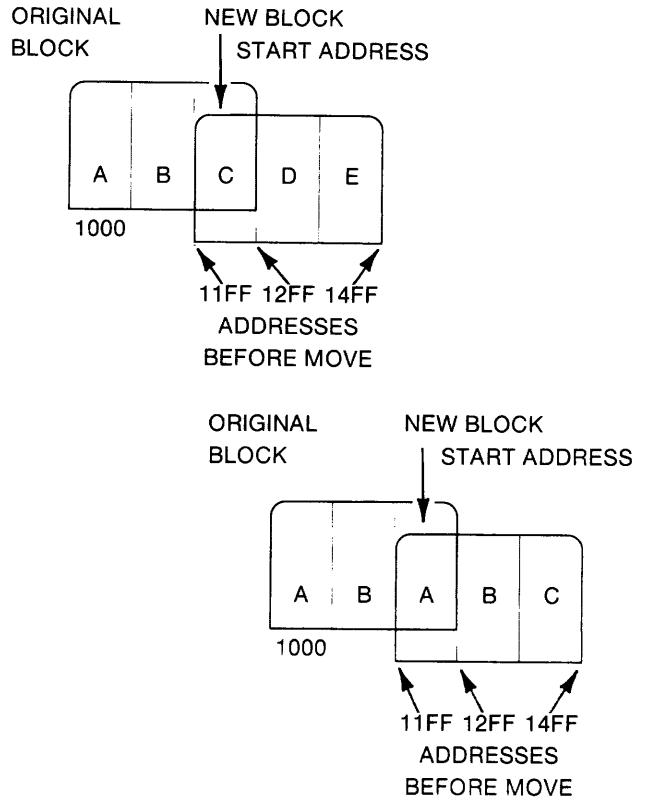 ORIGINAL
BLOCK
NEW BLOCK
START ADDRESS
A B C D E
1000
11FF 12FF 14FF
ADDRESSES
BEFORE MOVE
ORIGINAL
BLOCK
NEW BLOCK
START ADDRESS
A B A B C
1000
11FF 12FF 14FF
ADDRESSES
BEFORE MOVE